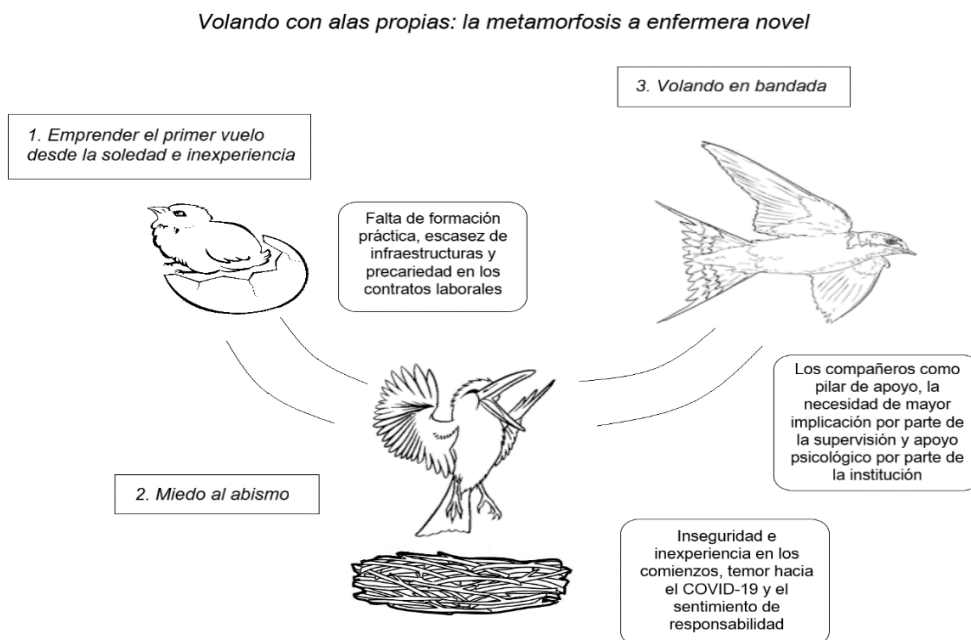 Volando con alas propias: la metamorfosis a enfermera novel
1. Emprender el primer vuelo
desde la soledad e inexperiencia
Falta de formación
práctica, escasez de
infraestructuras y
precariedad en los
contratos laborales
2. Miedo al abismo
Inseguridad e
inexperiencia en los
comienzos, temor hacia
el COVID-19 y el
sentimiento de
responsabilidad
3. Volando en bandada
Los compañeros como
pilar de apoyo, la
necesidad de mayor
implicación por parte de
la supervisión y apoyo
psicológico por parte de
la institución